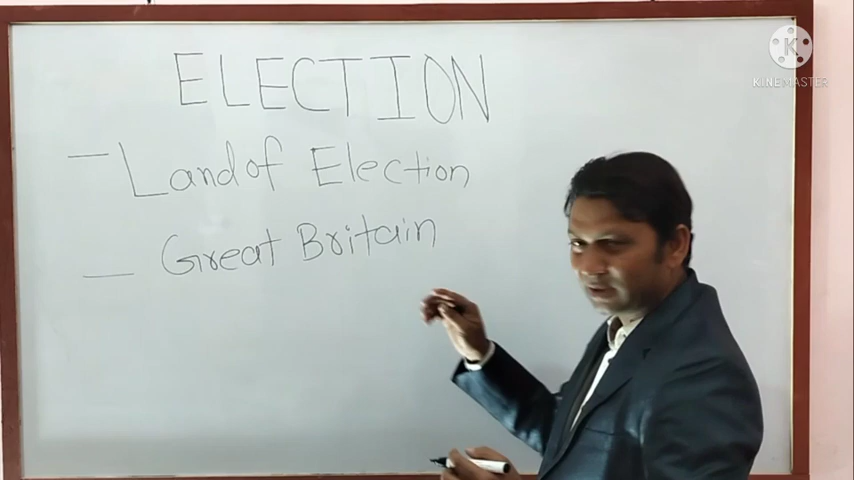 ELECTION
- Land of Election
- Great Britain
K
KINEMASTER